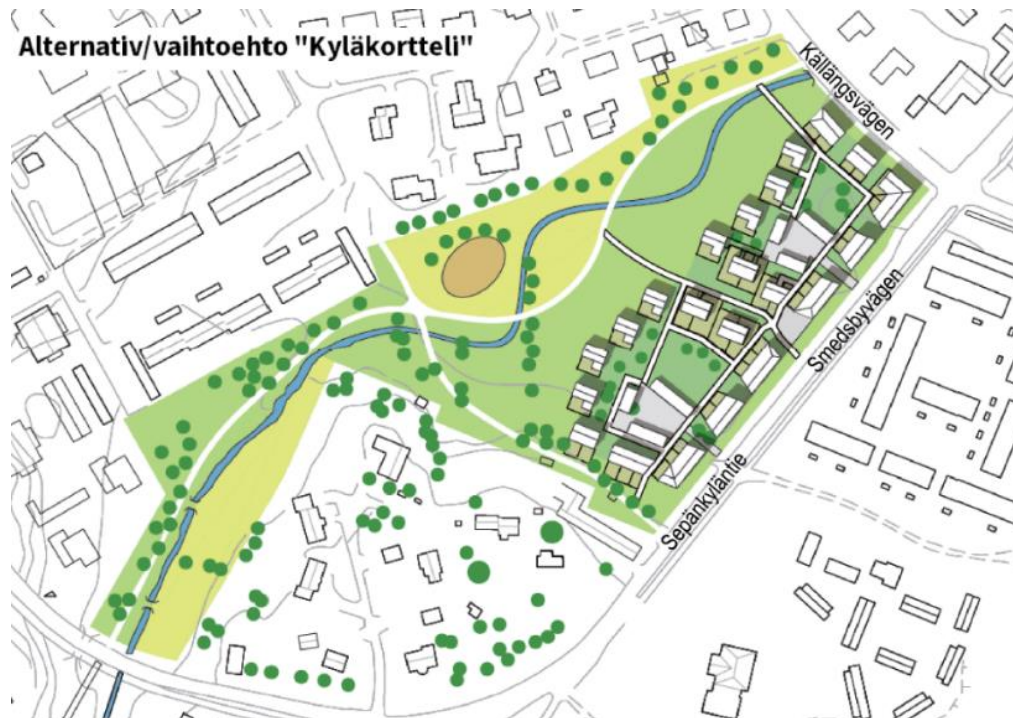 Alternativ/vaihtoehto "Kyläkortteli"
Källängsvägen
Smedsbyvägen
Sepänkyläntie